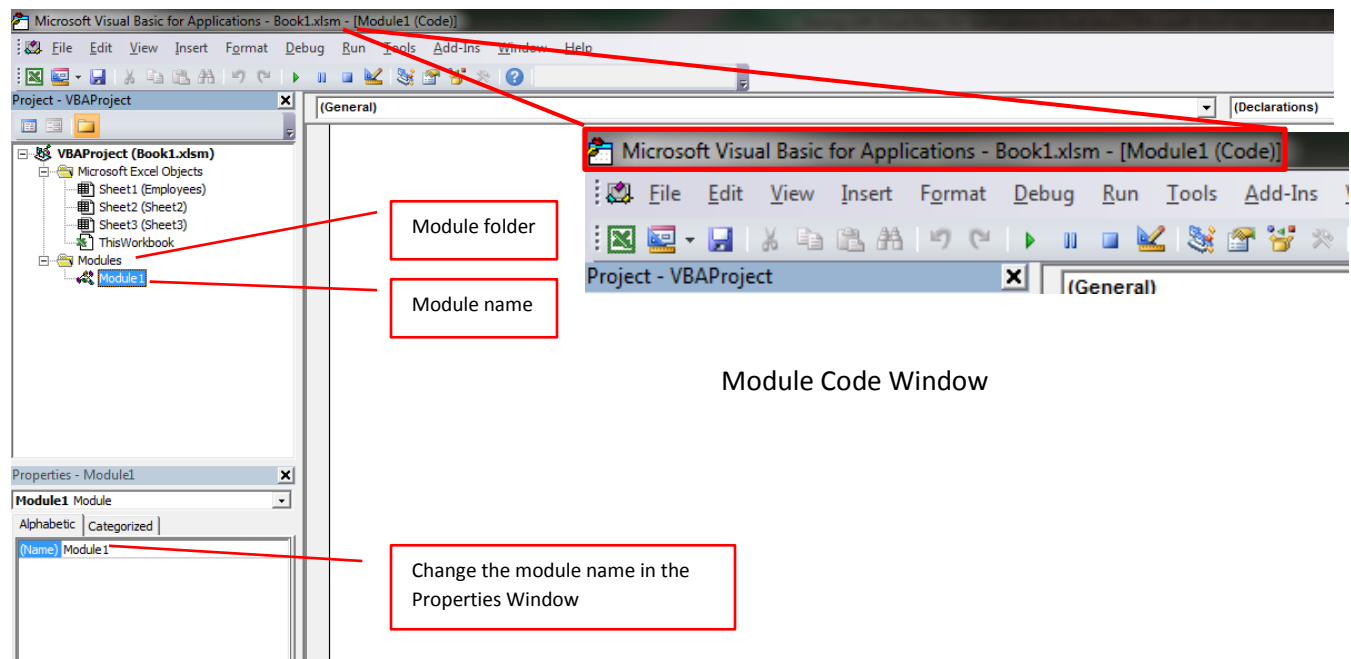 Microsoft Visual Basic for Applications - Book1.xlsm - [Module1 (Code)]
File Edit View Insert Format Debug Run Tools Add-Ins Window Help
Project - VBAProject
(General)
(Declarations)
VBAProject (Book1.xlsm)
Microsoft Excel Objects
Sheet1 (Employees)
Sheet2 (Sheet2)
Sheet3 (Sheet3)
ThisWorkbook
Modules
Module1
Module folder
Module name
Microsoft Visual Basic for Applications - Book1.xlsm - [Module1 (Code)]
File Edit View Insert Format Debug Run Tools Add-Ins
Project - VBAProject
(General)
Module Code Window
Properties - Module1
Module1 Module
Alphabetic Categorized
(Name) Module1
Change the module name in the
Properties Window